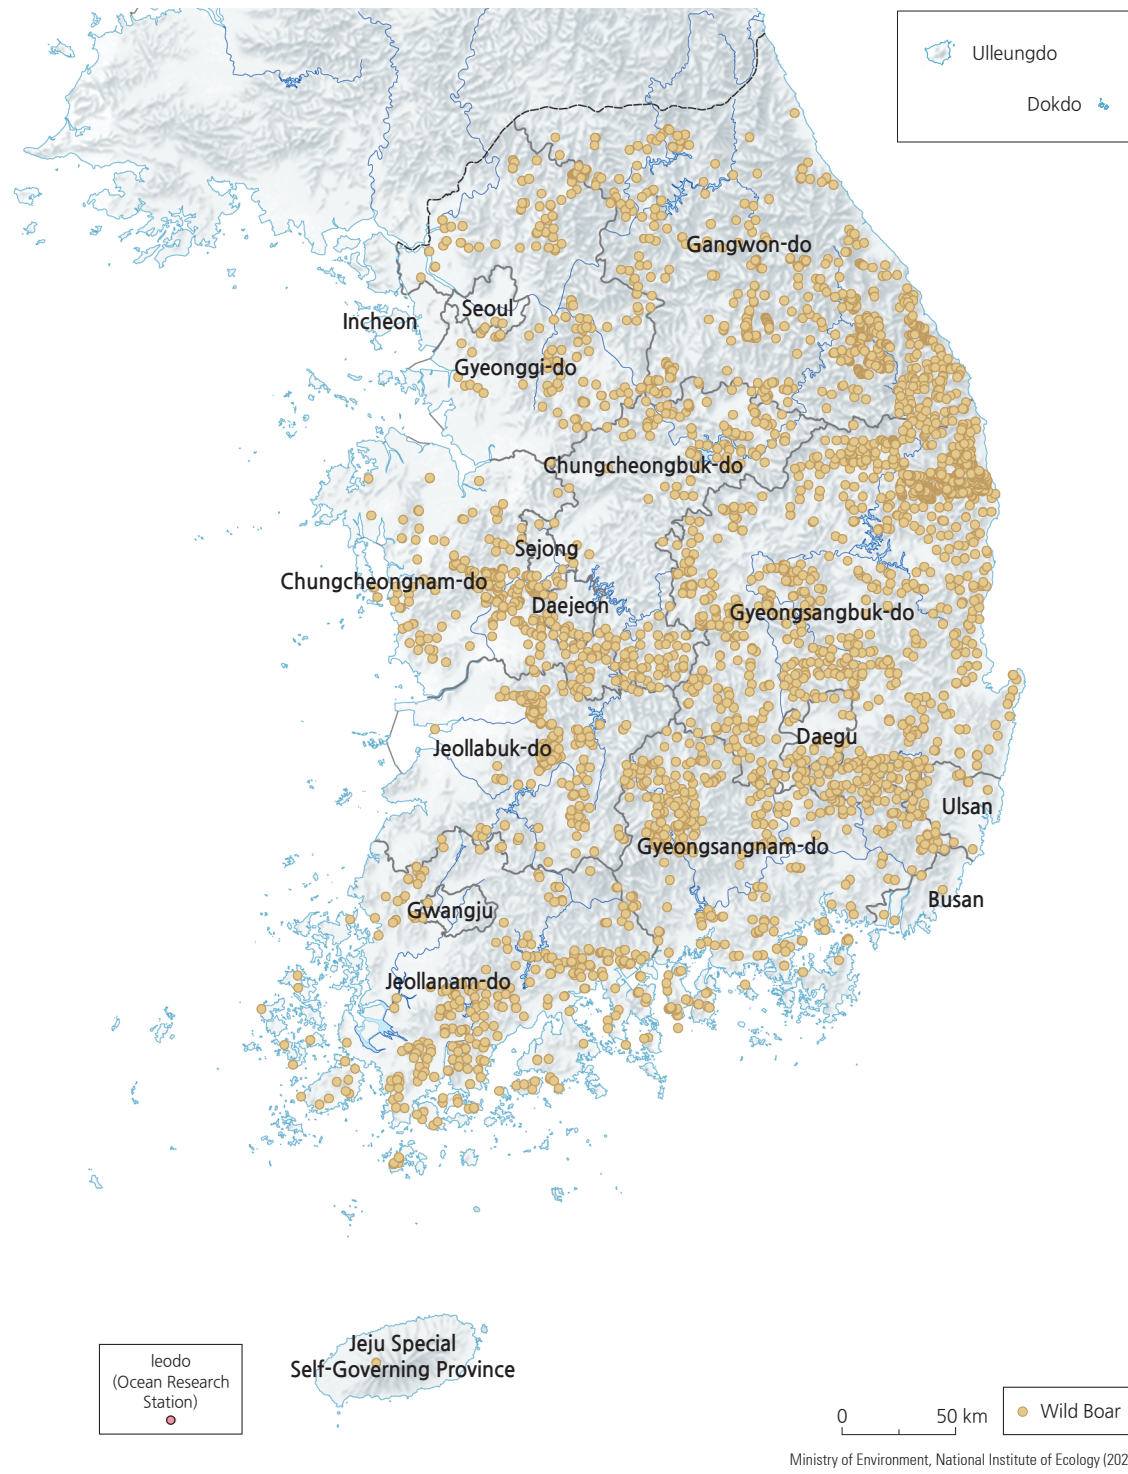 Ulleungdo
Dokdo
Gangwon-do
Seoul
Incheon
Gyeonggi-do
Chungcheongbuk-do
Sejong
Chungcheongnam-do
Daejeon
Gyeongsangbuk-do
Daegu
Jeollabuk-do
Ulsan
Gyeongsangnam-do
Busan
Gwangju
Jeollanam-do
Jeju Special
Self-Governing Province
Ieodo
(Ocean Research
Station)
0 50 km
Wild Boar
Ministry of Environment, National Institute of Ecology (202